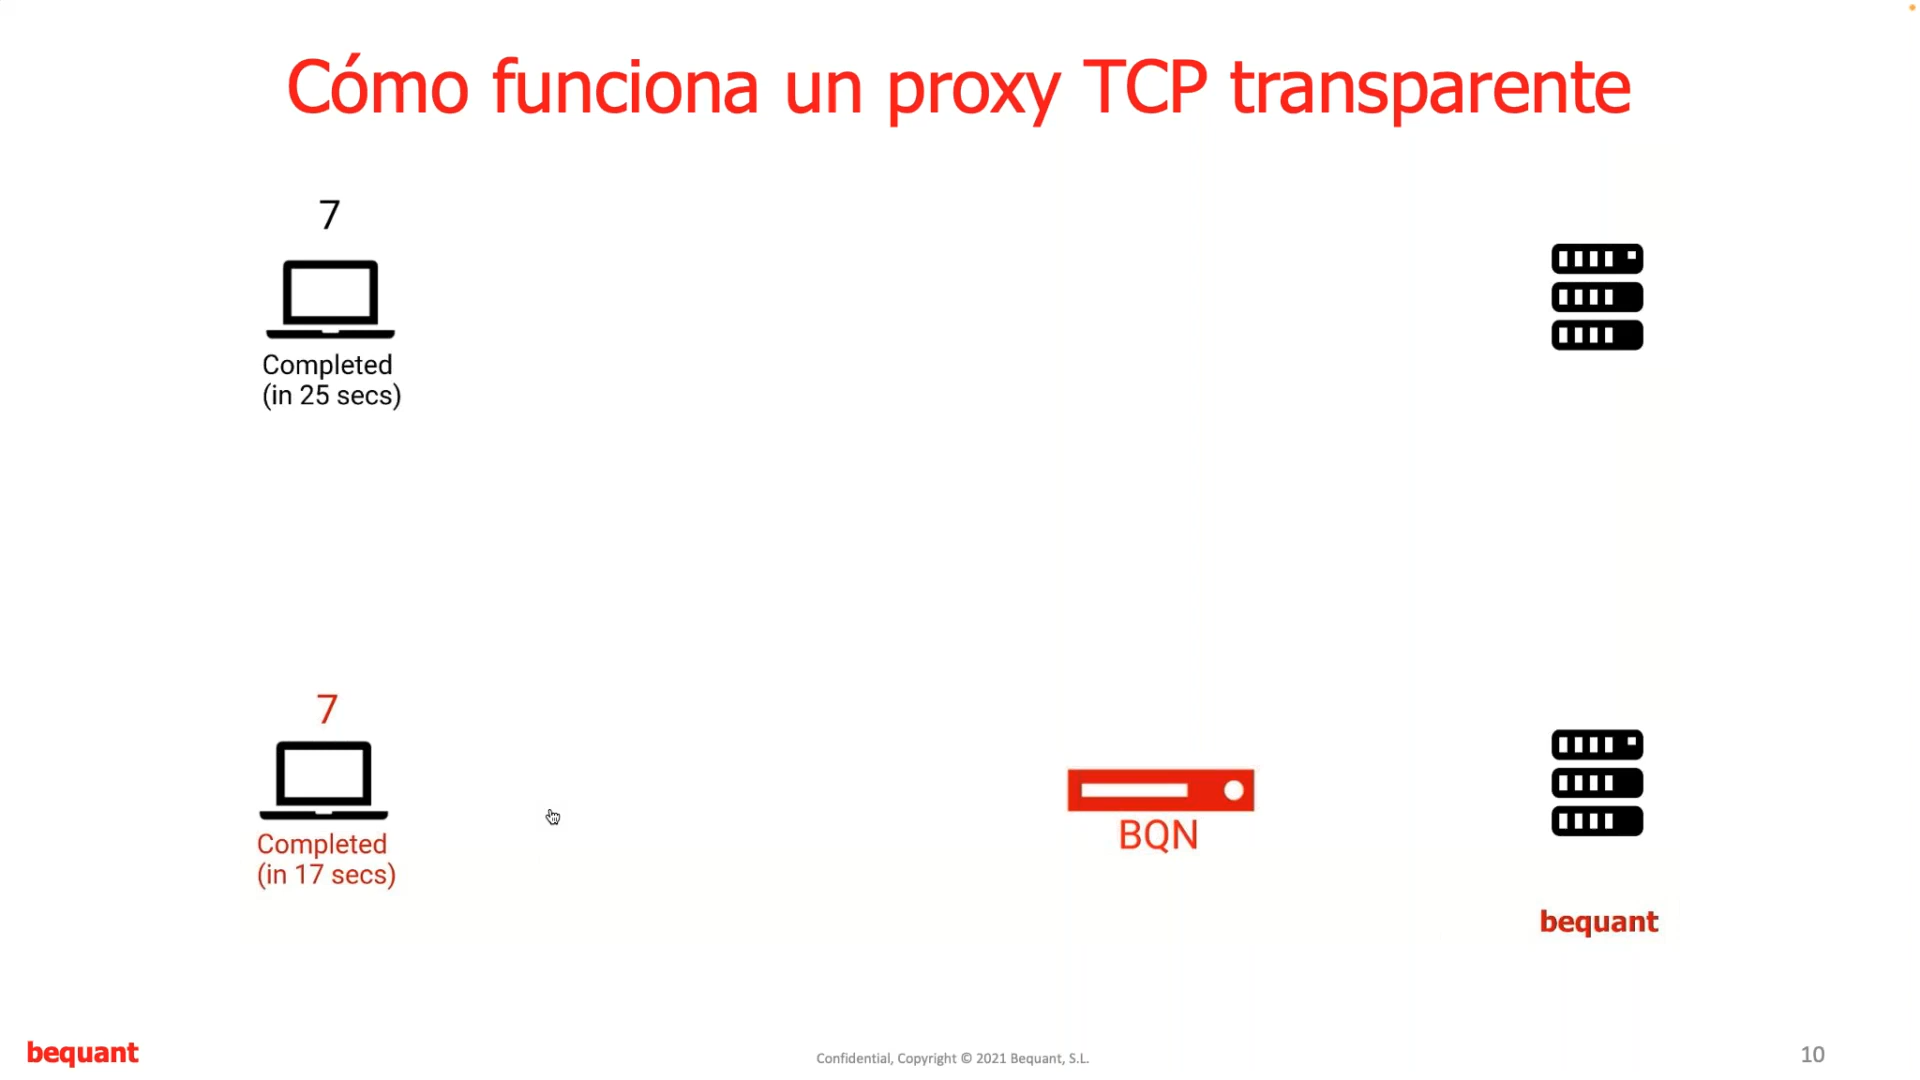 Cómo funciona un proxy TCP transparente
7
Completed
(in 25 secs)
7
Completed
(in 17 secs)
BQN
bequant
bequant
Confidential, Copyright © 2021 Bequant, S.L.
10